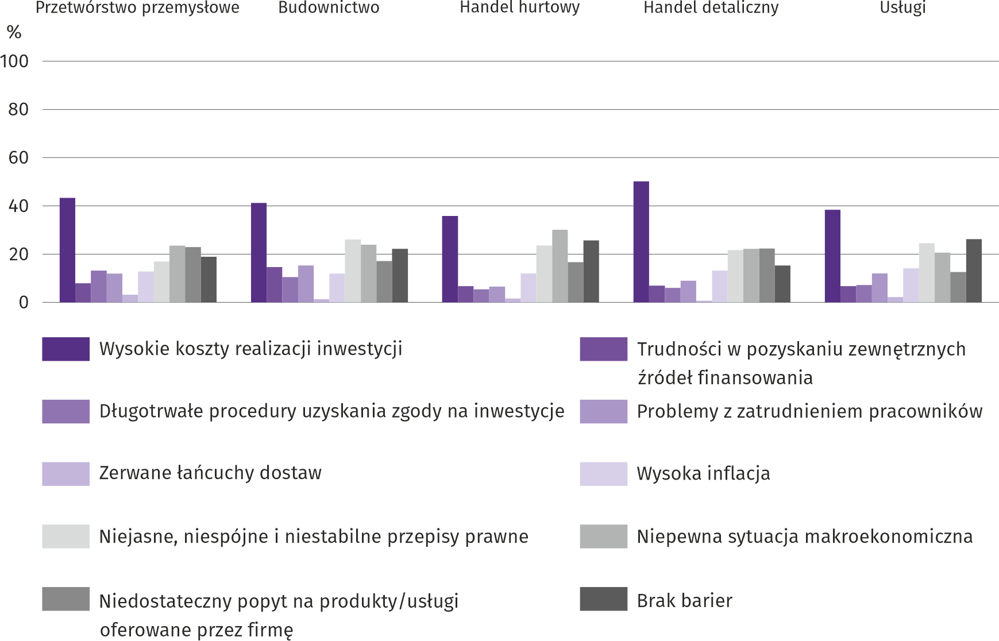 Przetwórstwo przemysłowe
Budownictwo
Handel hurtowy
Handel detaliczny
Usługi
%
100
80
60
40
20
0
Wysokie koszty realizacji inwestycji
Trudności w pozyskaniu zewnętrznych
źródeł finansowania
Długotrwałe procedury uzyskania zgody na inwestycje
Problemy z zatrudnieniem pracowników
Zerwane łańcuchy dostaw
Wysoka inflacja
Niejasne, niespójne i niestabilne przepisy prawne
Niepewna sytuacja makroekonomiczna
Niedostateczny popyt na produkty/usługi
oferowane przez firmę
Brak barier